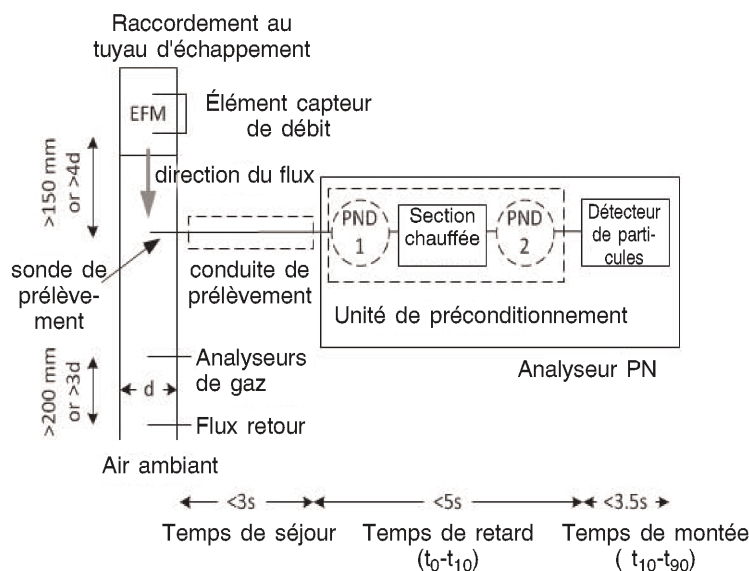 Raccordement au
tuyau d'échappement
EFM
Élément capteur
de débit
>150 mm
or >4d
direction du flux
PND
1
Section
chauffée
PND
2
Détecteur
de parti-
cules
sonde de
prélève-
ment
conduite de
prélèvement
Unité de préconditionnement
Analyseur PN
>200 mm
or >3d
d
Analyseurs
de gaz
Flux retour
Air ambiant
<3s
<5s
<3.5s
Temps de séjour
Temps de retard
(t0-t10)
Temps de montée
( t10-t90)